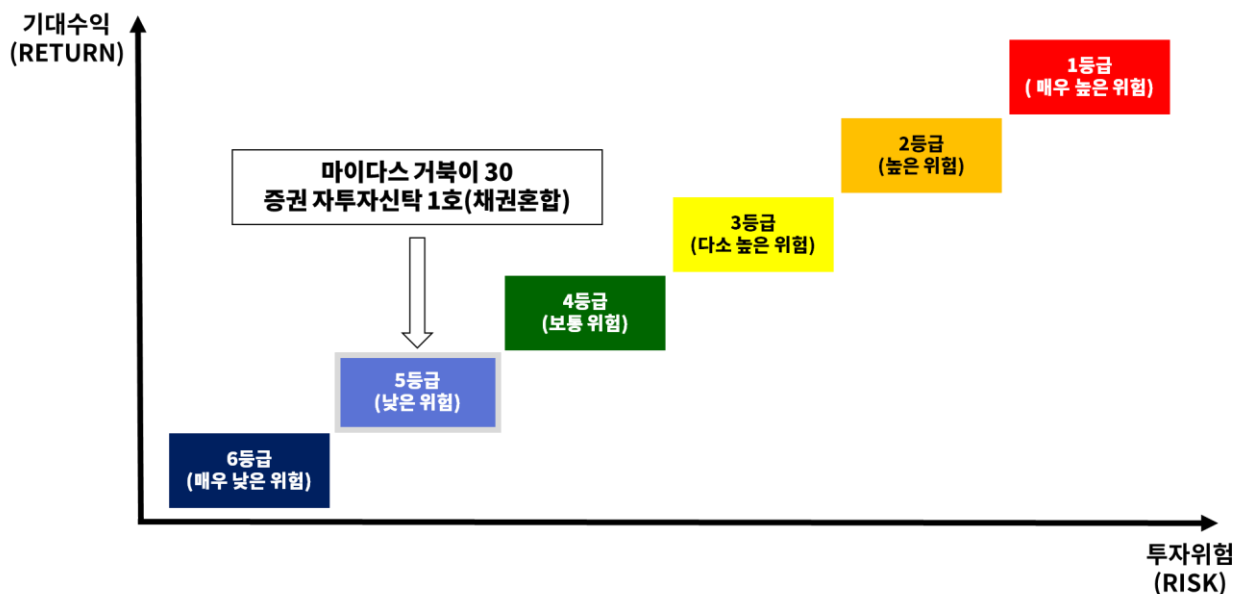 기대수익
(RETURN)
1등급
( 매우 높은 위험)
2등급
(높은 위험)
마이다스 거북이 30
증권 자투자신탁 1호(채권혼합)
3등급
(다소 높은 위험)
4등급
(보통 위험)
5등급
(낮은 위험)
6등급
(매우 낮은 위험)
투자위험
(RISK)